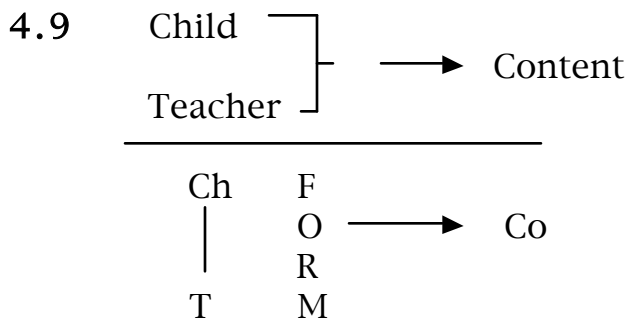 4.9 Child
Content
Teacher
Ch F
O Co
R
T M